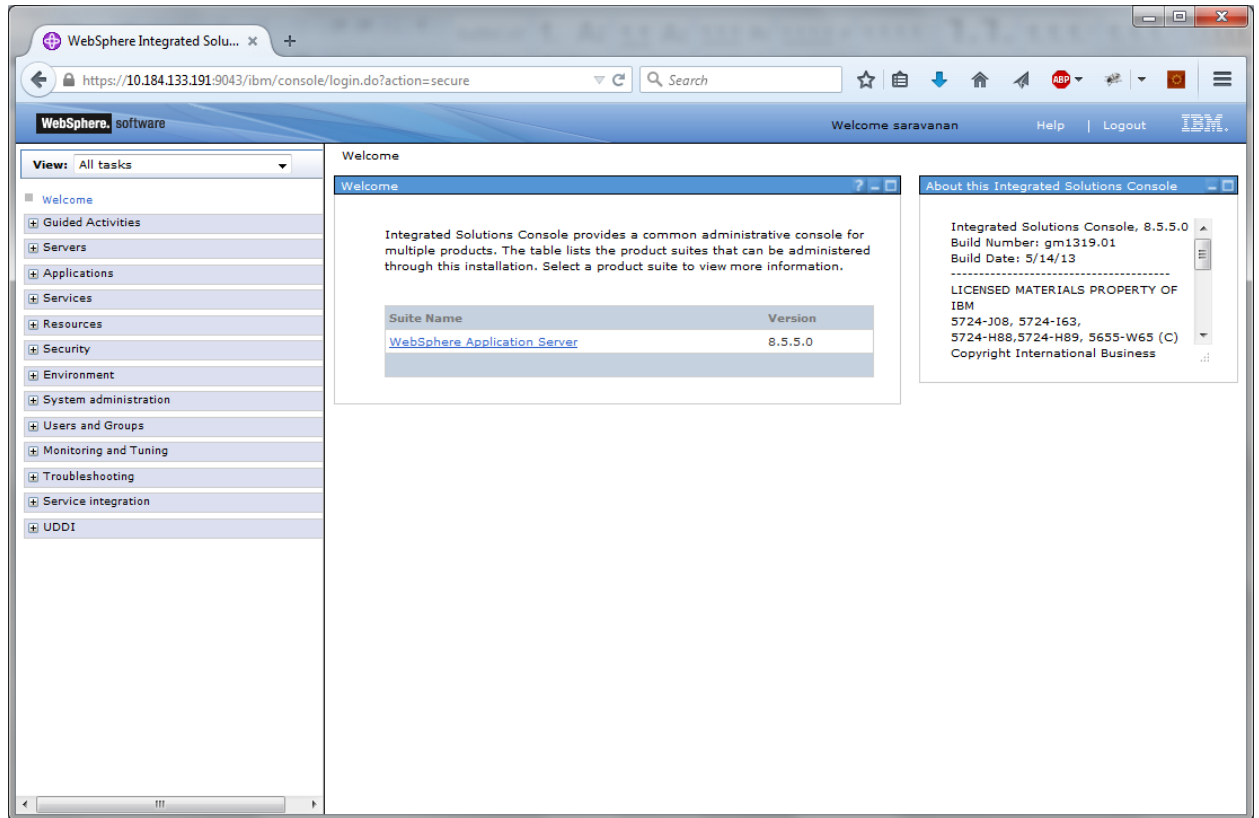 WebSphere Integrated Solu...
https://10.184.133.191:9043/ibm/console/login.do?action=secure
Search
ABP
WebSphere. software
Welcome saravanan
Help | Logout
IBM.
View: All tasks
Welcome
Guided Activities
Servers
Applications
Services
Resources
Security
Environment
System administration
Users and Groups
Monitoring and Tuning
Troubleshooting
Service integration
UDDI
Welcome
Welcome
Integrated Solutions Console provides a common administrative console for
multiple products. The table lists the product suites that can be administered
through this installation. Select a product suite to view more information.
Suite Name Version
WebSphere Application Server 8.5.5.0
About this Integrated Solutions Console
Integrated Solutions Console, 8.5.5.0
Build Number: gm1319.01
Build Date: 5/14/13
----------------------------------------
LICENSED MATERIALS PROPERTY OF
IBM
5724-J08, 5724-I63,
5724-H88,5724-H89, 5655-W65 (C)
Copyright International Business